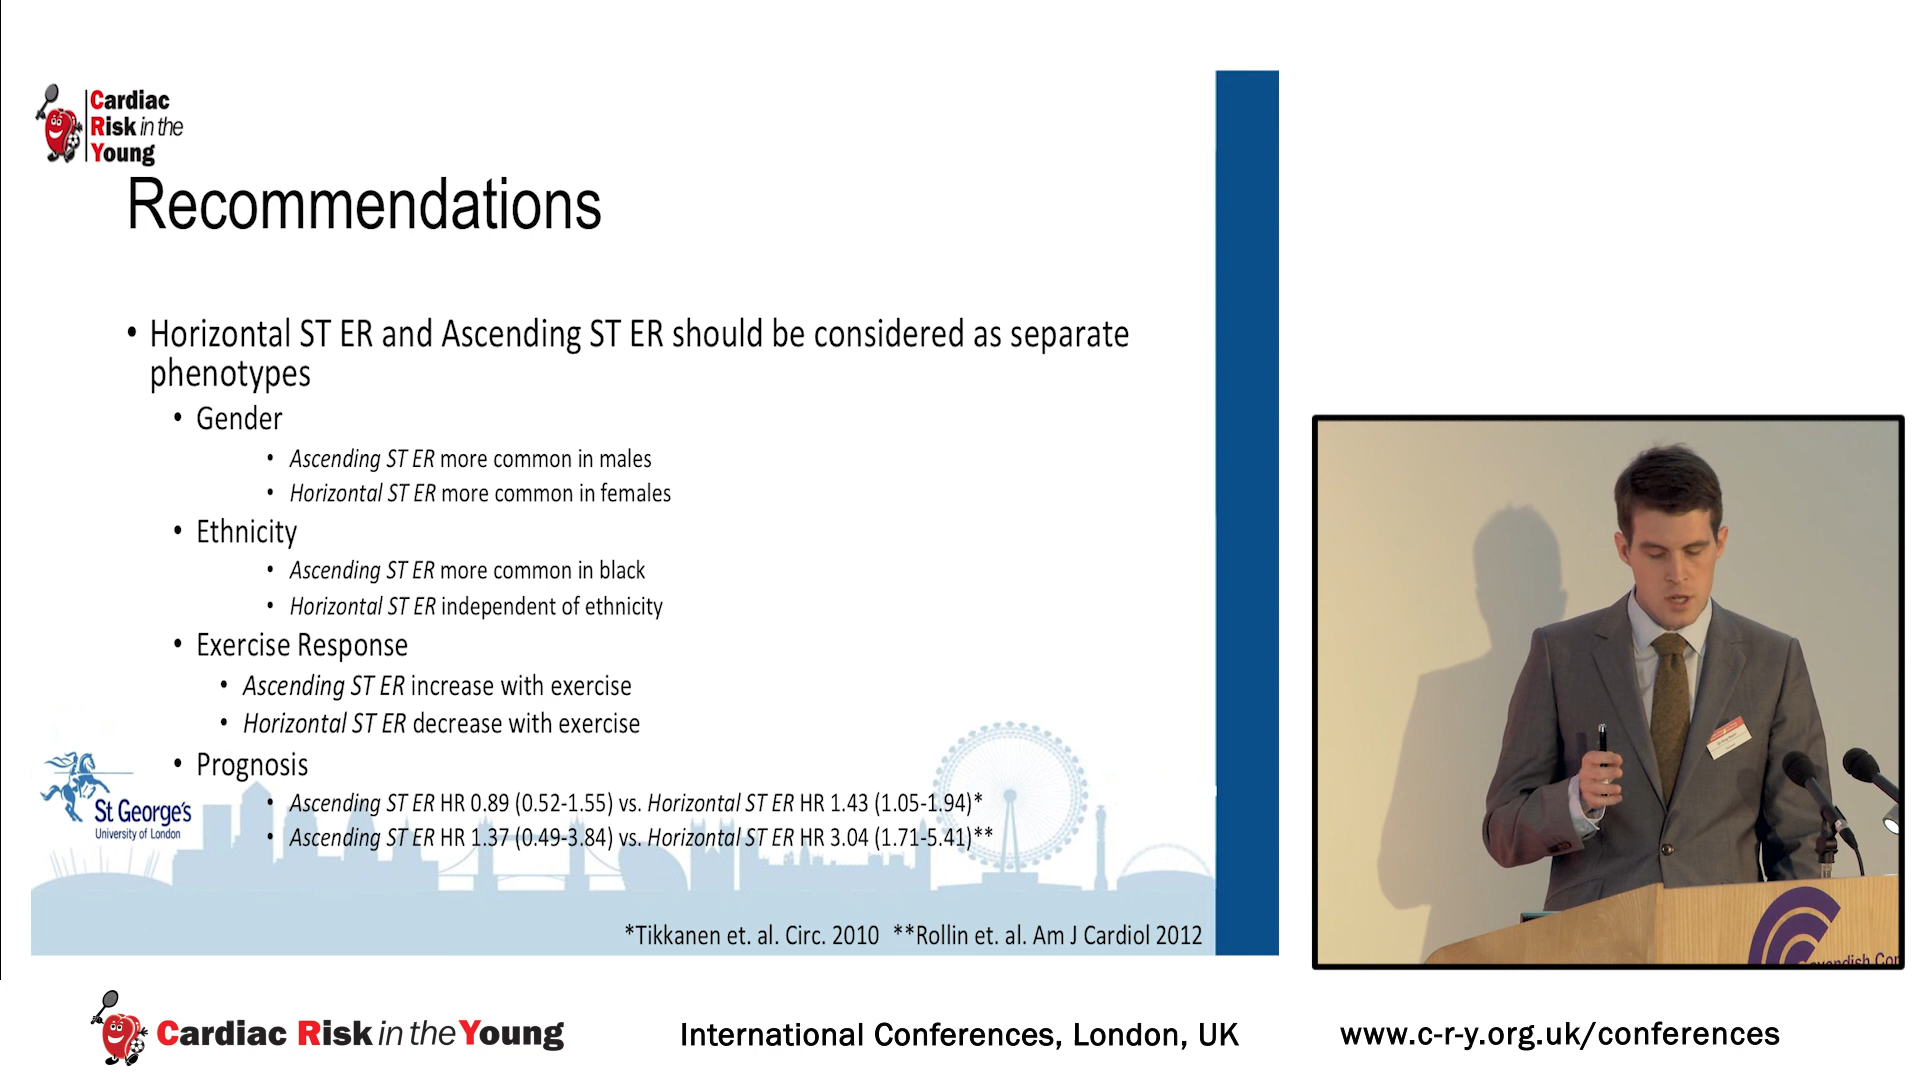 Cardiac
Risk in the
Young
Recommendations
• Horizontal ST ER and Ascending ST ER should be considered as separate
phenotypes
• Gender
• Ascending ST ER more common in males
• Horizontal ST ER more common in females
• Ethnicity
• Ascending ST ER more common in black
• Horizontal ST ER independent of ethnicity
• Exercise Response
• Ascending ST ER increase with exercise
• Horizontal ST ER decrease with exercise
• Prognosis
• Ascending ST ER HR 0.89 (0.52-1.55) vs. Horizontal ST ER HR 1.43 (1.05-1.94)*
• Ascending ST ER HR 1.37 (0.49-3.84) vs. Horizontal ST ER HR 3.04 (1.71-5.41)**
St George's
University of London
*Tikkanen et. al. Circ. 2010 **Rollin et. al. Am J Cardiol 2012
Cavendish Con
Cardiac Risk in the Young
International Conferences, London, UK
www.c-r-y.org.uk/conferences